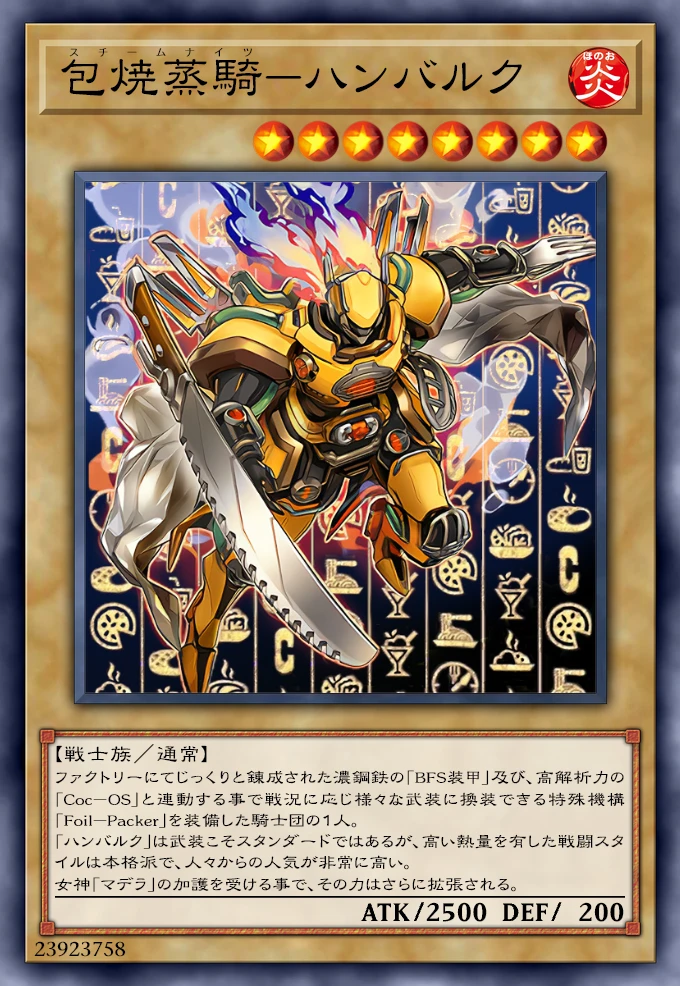 スチームナイツ
包焼蒸騎－ハンバルク
ほのお
炎
【戦士族／通常】
ファクトリーにてじっくりと錬成された濃鋼鉄の「BFS装甲」及び、高解析力の
「Coc－OS」と連動する事で戦況に応じ様々な武装に換装できる特殊機構
「Foil－Packer」を装備した騎士団の１人。
「ハンバルク」は武装こそスタンダードではあるが、高い熱量を有した戦闘スタ
イルは本格派で、人々からの人気が非常に高い。
女神「マデラ」の加護を受ける事で、その力はさらに拡張される。
ATK/2500 DEF/ 200
23923758